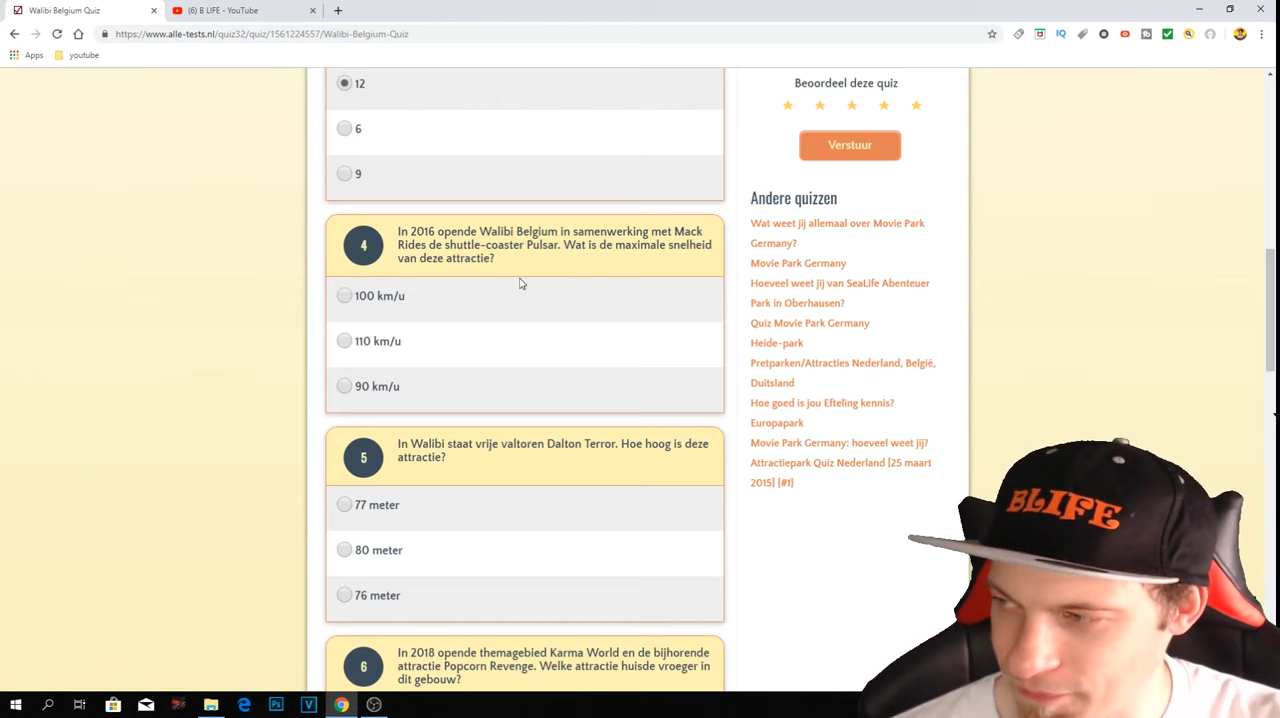 Walibi Belgium Quiz
(6) B LIFE - YouTube
https://www.alle-tests.nl/quiz32/quiz/1561224557/Walibi-Belgium-Quiz
Apps
youtube
12
6
9
4
In 2016 opende Walibi Belgium in samenwerking met Mack
Rides de shuttle-coaster Pulsar. Wat is de maximale snelheid
van deze attractie?
100 km/u
110 km/u
90 km/u
5
In Walibi staat vrije valtoren Dalton Terror. Hoe hoog is deze
attractie?
77 meter
80 meter
76 meter
6
In 2018 opende themagebied Karma World en de bijhorende
attractie Popcorn Revenge. Welke attractie huisde vroeger in
dit gebouw?
Beoordeel deze quiz
Verstuur
Andere quizzen
Wat weet jij allemaal over Movie Park
Germany?
Movie Park Germany
Hoeveel weet jij van SeaLife Abenteuer
Park in Oberhausen?
Quiz Movie Park Germany
Heide-park
Pretparken/Attracties Nederland, België,
Duitsland
Hoe goed is jou Efteling kennis?
Europapark
Movie Park Germany: hoeveel weet jij?
Attractiepark Quiz Nederland [25 maart
2015] {#1}
BLIFE
IQ
Ps
V